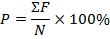 P = ΣF/N × 100%